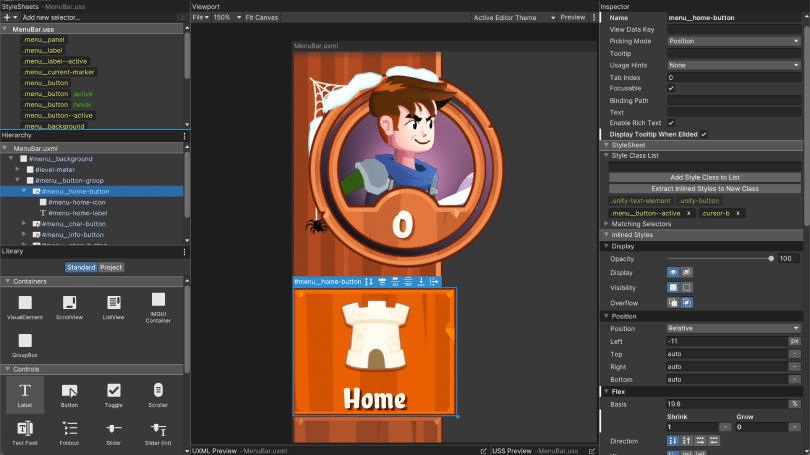 StyleSheets - MenuBar.uss
Add new selector...
MenuBar.uss
.menu__panel
.menu__label
.menu__label--active
.menu__current-marker
.menu__button
.menu__button :active
.menu__button :hover
.menu__button--active
.menu__background
Hierarchy
MenuBar.uxml
#menu__background
#level-meter
#menu__button-group
#menu__home-button
#menu-home-icon
#menu-home-label
#menu__char-button
#menu__info-button
Library
Standard Project
Containers
VisualElement ScrollView ListView IMGUI Container
GroupBox
Controls
Label Button Toggle Scroller
Text Field Foldout Slider Slider (Int)
Viewport
File 150% Fit Canvas Active Editor Theme Preview
MenuBar.uxml
0
#menu__home-button
Home
UXML Preview - MenuBar.uxml USS Preview - MenuBar.uss
Inspector
Name menu__home-button
View Data Key
Picking Mode Position
Tooltip
Usage Hints None
Tab Index 0
Focusable
Binding Path
Text
Enable Rich Text
Display Tooltip When Elided
StyleSheet
Style Class List
Add Style Class to List
Extract Inlined Styles to New Class
.unity-text-element .unity-button
.menu__button--active x .cursor-b x
Matching Selectors
Inlined Styles
Display
Opacity 100
Display
Visibility
Overflow
Position
Position Relative
Left -11 px
Top auto -
Right auto -
Bottom auto -
Flex
Basis 19.6 %
Shrink Grow
1 - 0 -
Direction